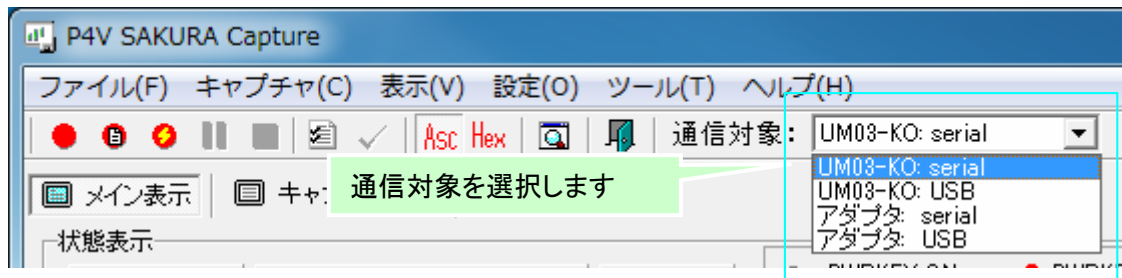 P4V SAKURA Capture
ファイル(F) キャプチャ(C) 表示(V) 設定(O) ツール(T) ヘルプ(H)
Asc Hex 通信対象: UM03-KO: serial
UM03-KO: serial
UM03-KO: USB
アダプタ: serial
アダプタ: USB
通信対象を選択します
メイン表示 キャ
状態表示